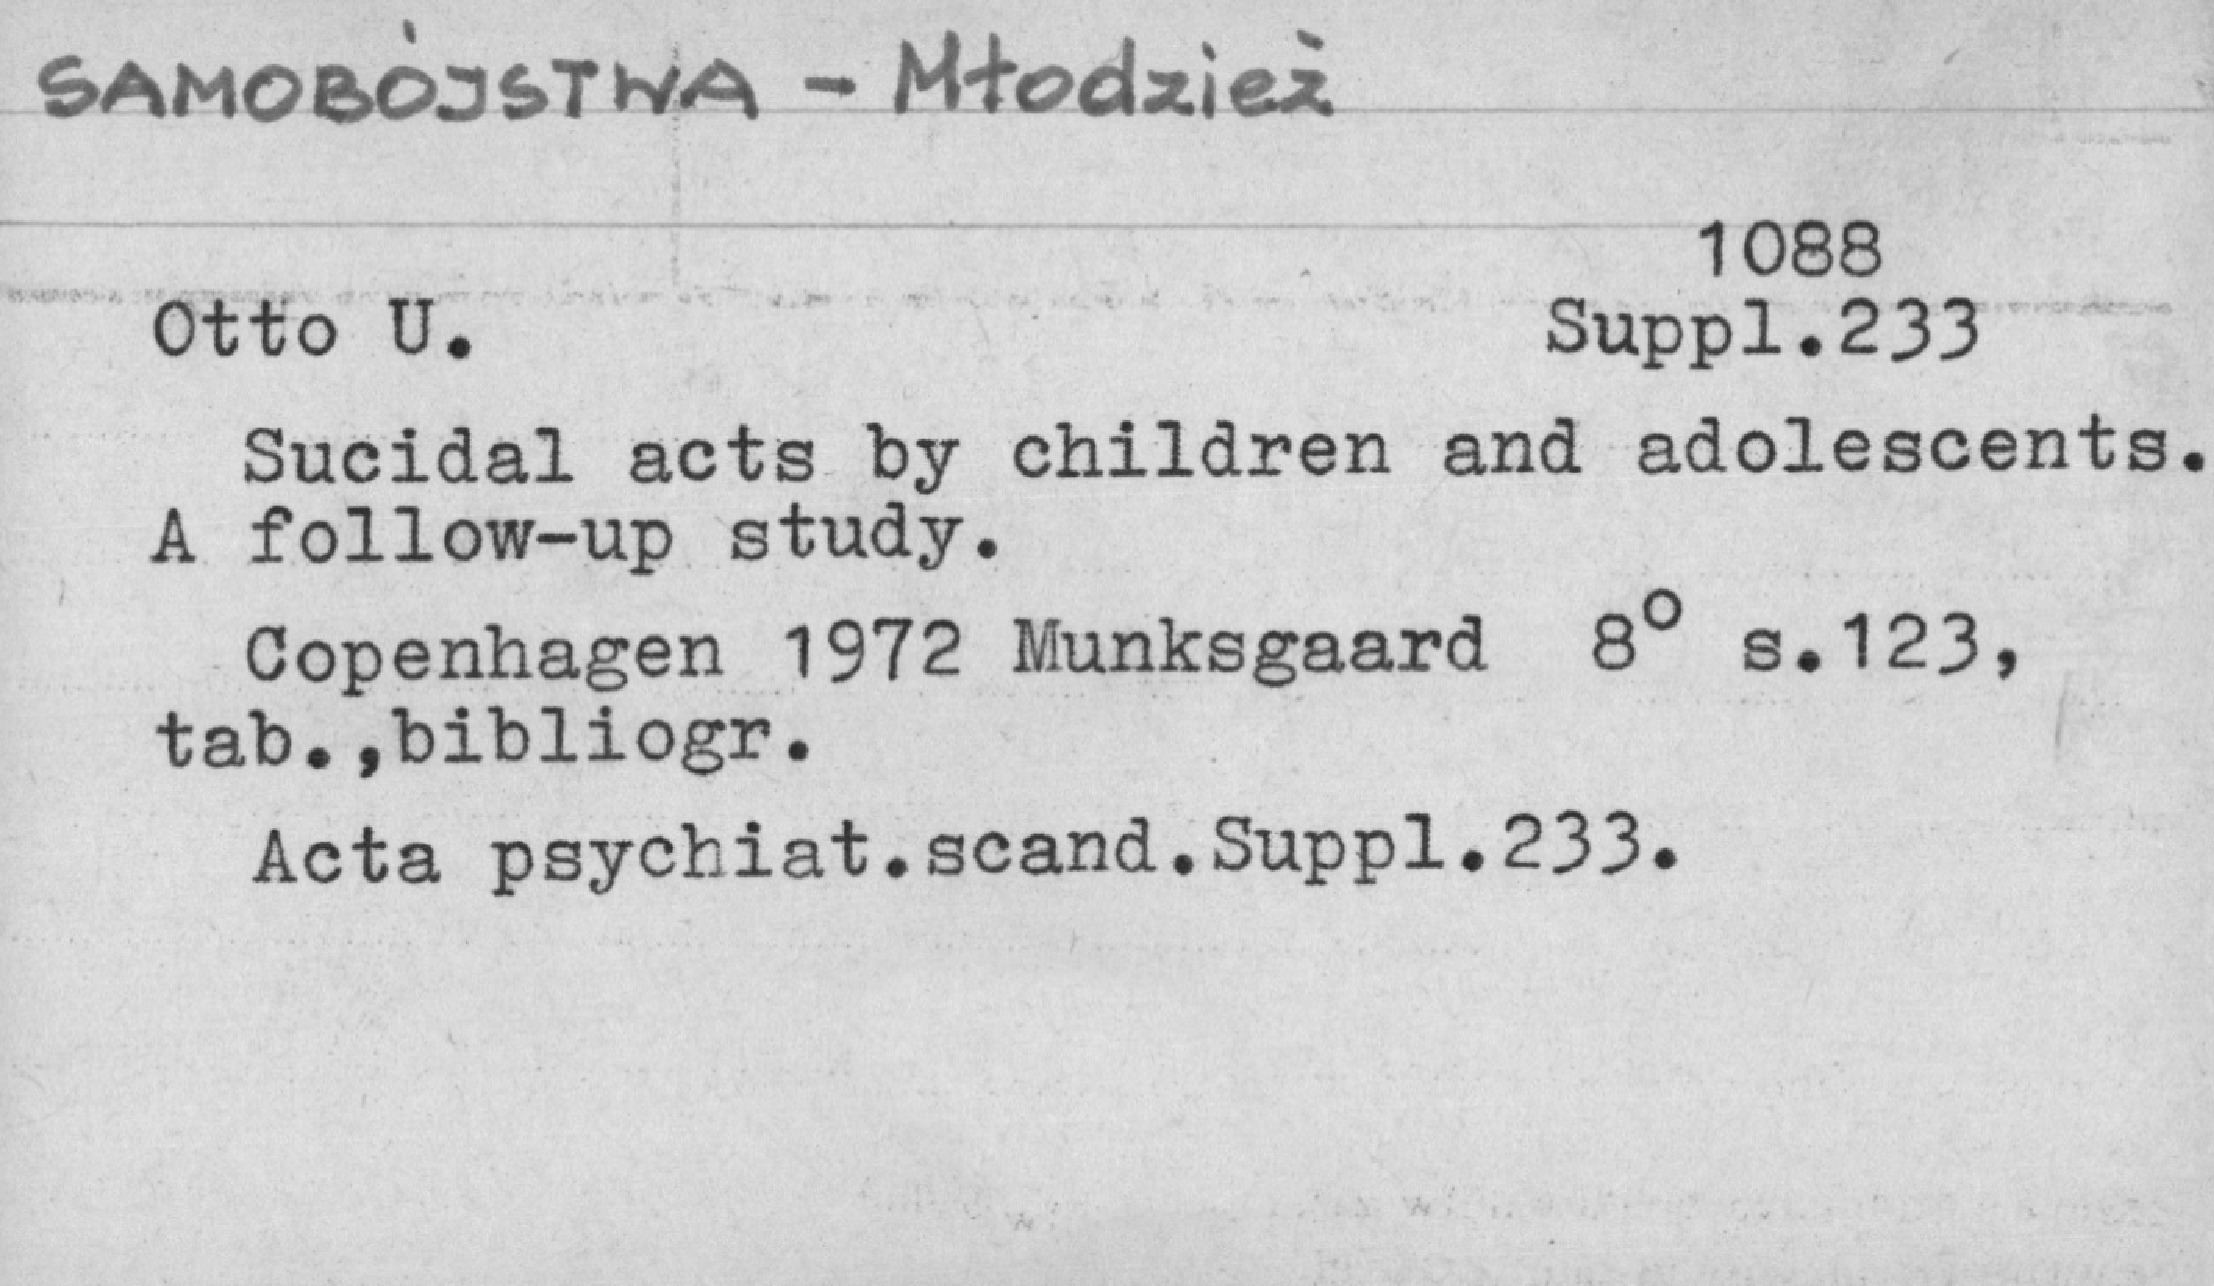 SAMOBÓJSTWA - Młodzież
1088
Otto U. Suppl.233
Sucidal acts by children and adolescents.
A follow-up study.
Copenhagen 1972 Munksgaard 8° s.123,
tab.,bibliogr.
Acta psychiat.scand.Suppl.233.